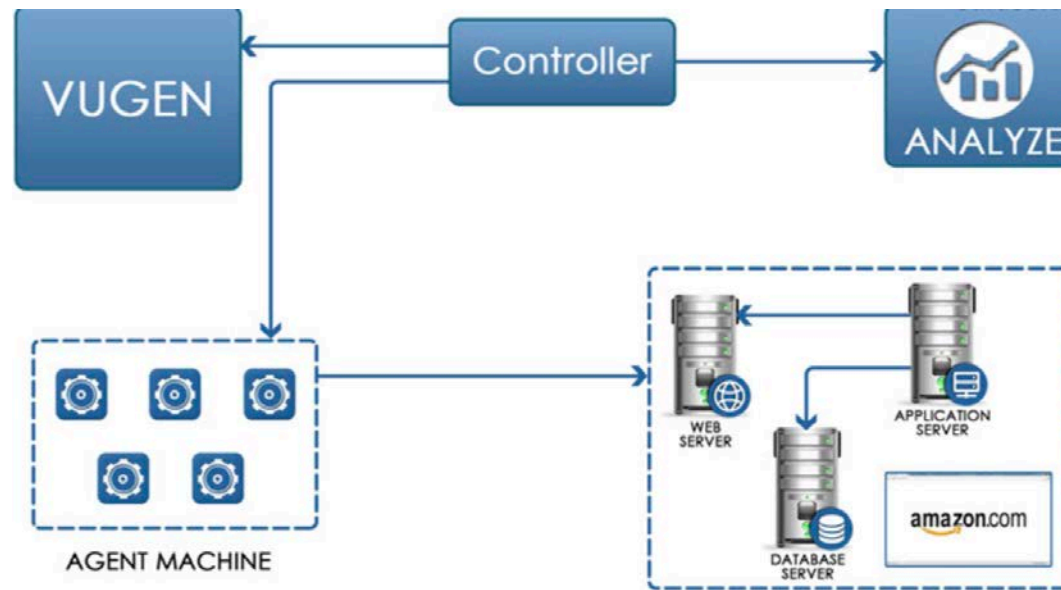 VUGEN
Controller
ANALYZE
WEB
SERVER
APPLICATION
SERVER
DATABASE
SERVER
amazon.com
AGENT MACHINE